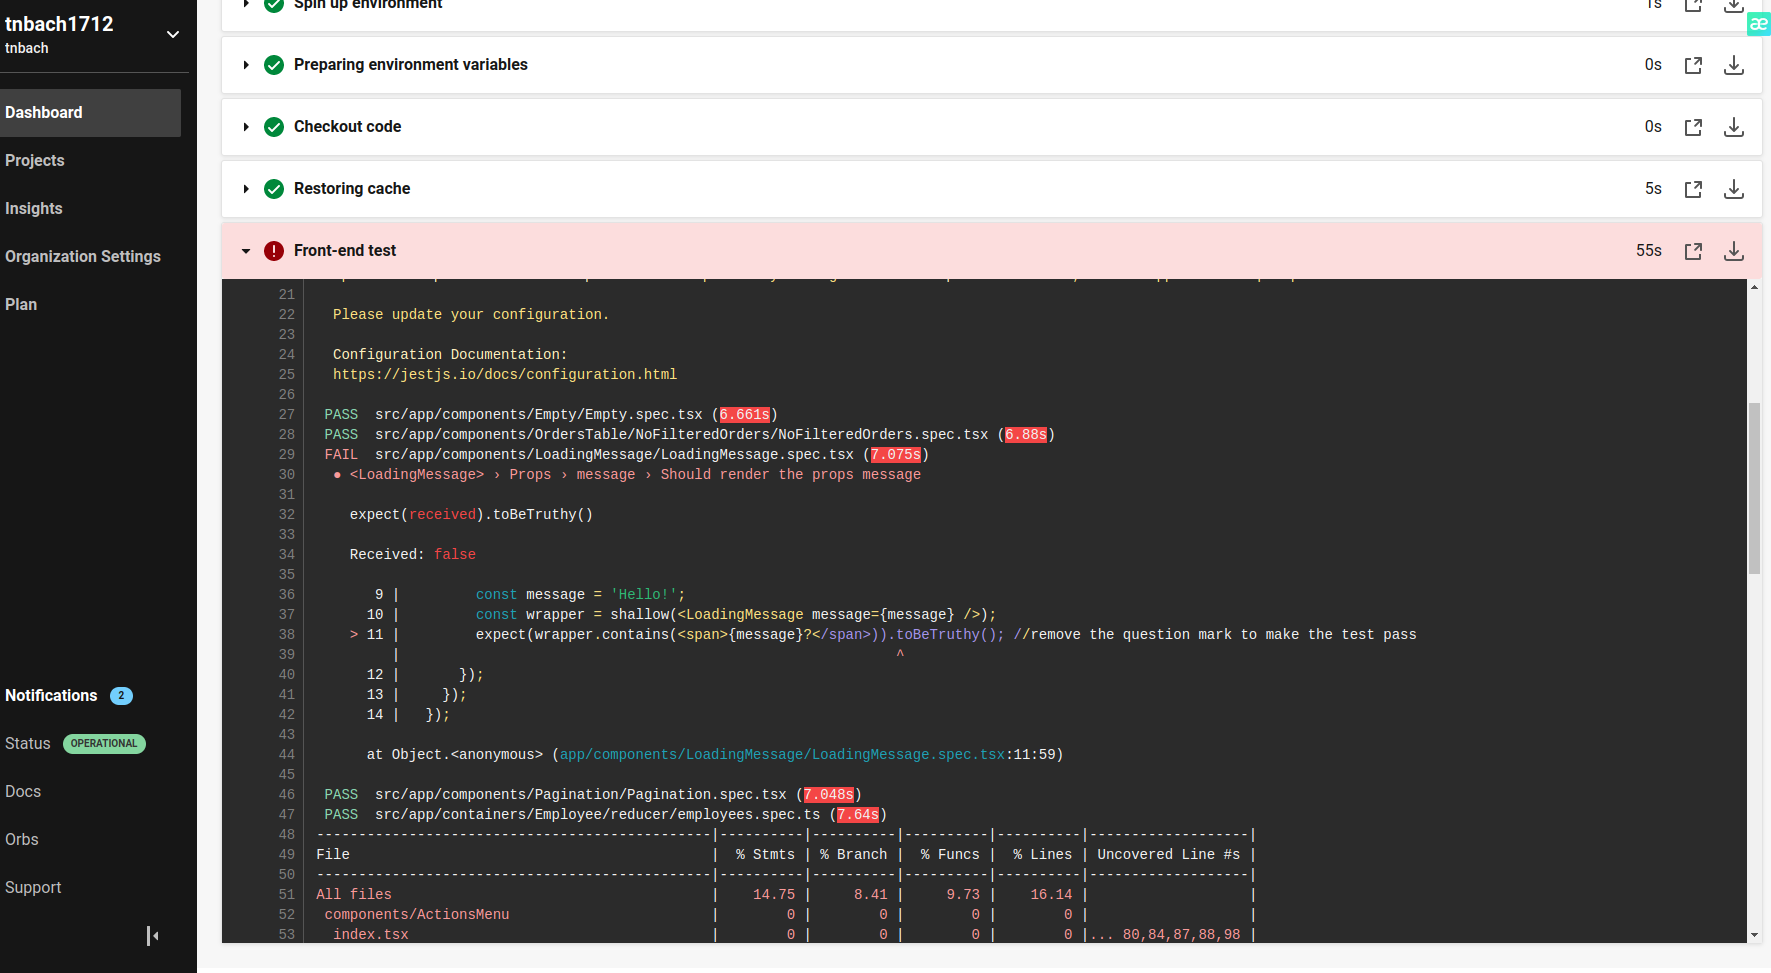 tnbach1712
tnbach
Dashboard
Projects
Insights
Organization Settings
Plan
Notifications 2
Status OPERATIONAL
Docs
Orbs
Support
Spin up environment 1s
æ
Preparing environment variables 0s
Checkout code 0s
Restoring cache 5s
Front-end test 55s
21
22 Please update your configuration.
23
24 Configuration Documentation:
25 https://jestjs.io/docs/configuration.html
26
27 PASS src/app/components/Empty/Empty.spec.tsx (6.661s)
28 PASS src/app/components/OrdersTable/NoFilteredOrders/NoFilteredOrders.spec.tsx (6.88s)
29 FAIL src/app/components/LoadingMessage/LoadingMessage.spec.tsx (7.075s)
30 ● <LoadingMessage> › Props › message › Should render the props message
31
32 expect(received).toBeTruthy()
33
34 Received: false
35
36 9 | const message = 'Hello!';
37 10 | const wrapper = shallow(<LoadingMessage message={message} />);
38 > 11 | expect(wrapper.contains(<span>{message}?</span>)).toBeTruthy(); //remove the question mark to make the test pass
39 | ^
40 12 | });
41 13 | });
42 14 | });
43
44 at Object.<anonymous> (app/components/LoadingMessage/LoadingMessage.spec.tsx:11:59)
45
46 PASS src/app/components/Pagination/Pagination.spec.tsx (7.048s)
47 PASS src/app/containers/Employee/reducer/employees.spec.ts (7.64s)
48 -----------------------------------------------|----------|----------|----------|----------|-------------------|
49 File | % Stmts | % Branch | % Funcs | % Lines | Uncovered Line #s |
50 -----------------------------------------------|----------|----------|----------|----------|-------------------|
51 All files | 14.75 | 8.41 | 9.73 | 16.14 | |
52 components/ActionsMenu | 0 | 0 | 0 | 0 | |
53 index.tsx | 0 | 0 | 0 | 0 |... 80,84,87,88,98 |